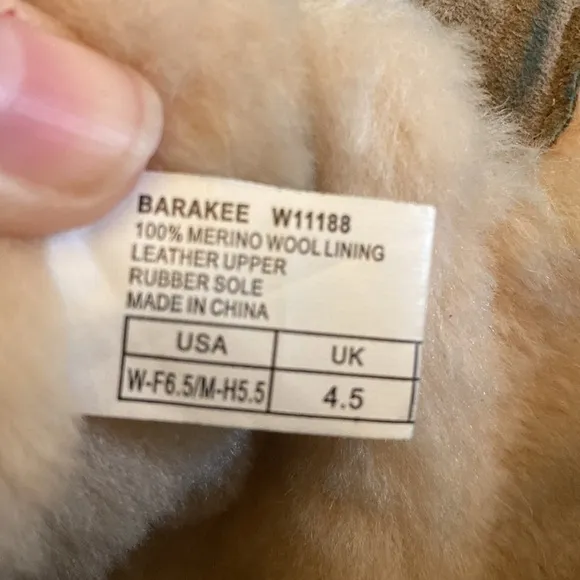 BARAKEE W11188
100% MERINO WOOL LINING
LEATHER UPPER
RUBBER SOLE
MADE IN CHINA
USA UK
W-F6.5/M-H5.5 4.5